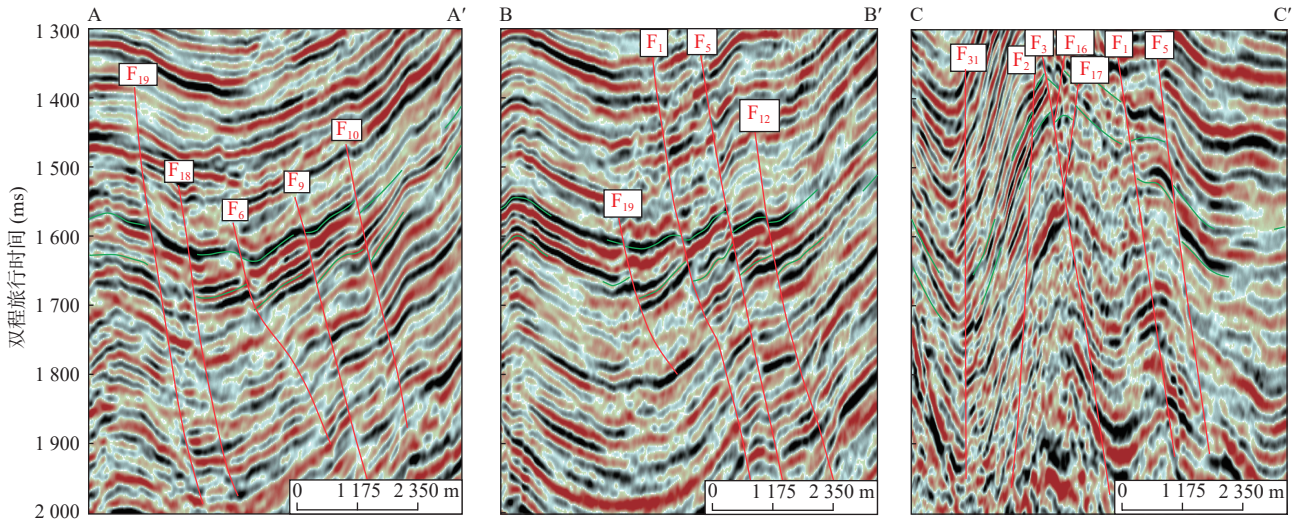 A A′ B B′ C C′
双程旅行时间 (ms)
1 300
1 400
1 500
1 600
1 700
1 800
1 900
2 000
F₁₉
F₁₈
F₆
F₉
F₁₀
0 1 175 2 350 m
F₁
F₅
F₁₂
F₁₉
0 1 175 2 350 m
F₃₁
F₂
F₃
F₁₆
F₁₇
F₁
F₅
0 1 175 2 350 m